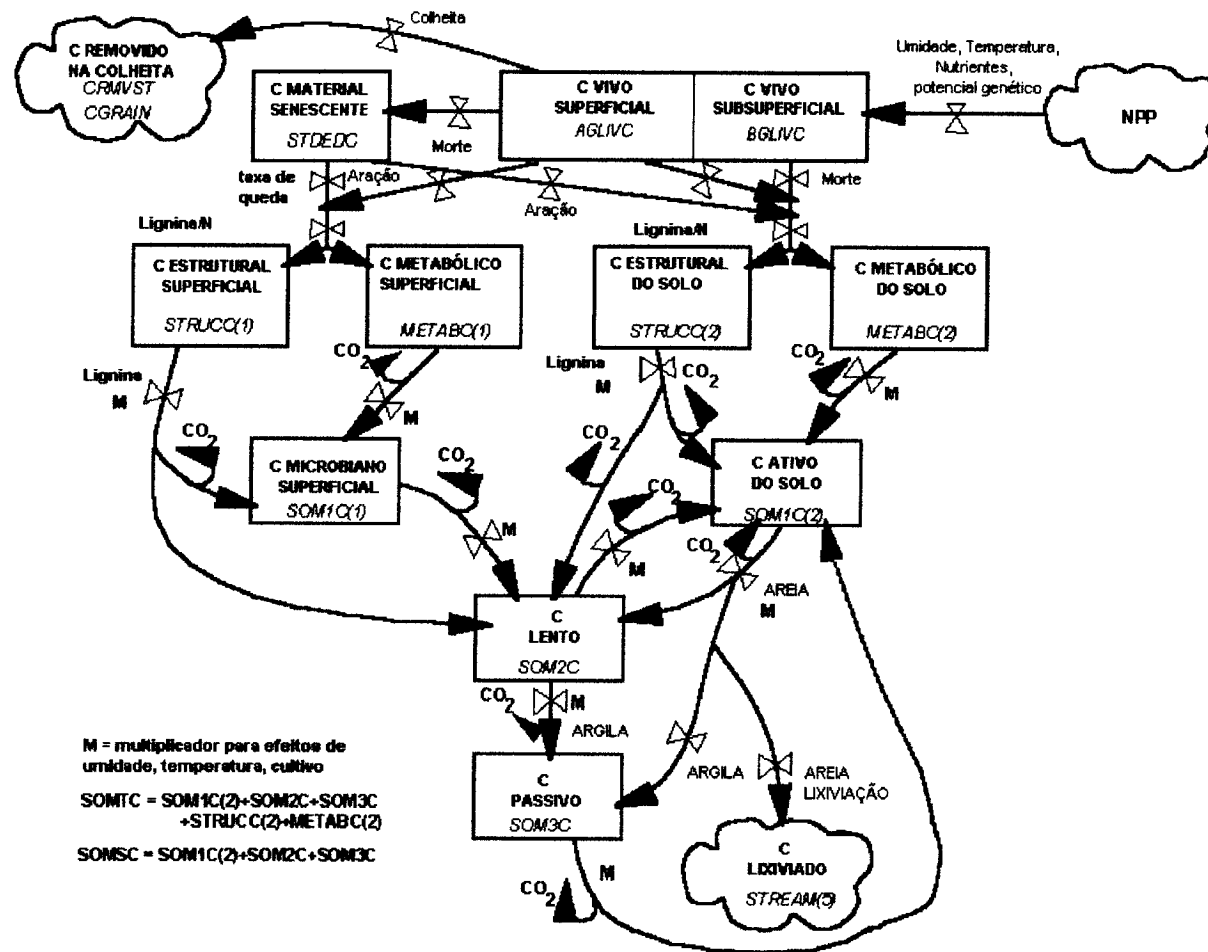 Colheita
C REMOVIDO
NA COLHEITA
CRMVST
CGRAIN
C MATERIAL
SENESCENTE
STDEDC
C VIVO
SUPERFICIAL
AGLIVC
C VIVO
SUBSUPERFICIAL
BGLIVC
Umidade, Temperatura,
Nutrientes,
potencial genético
NPP
Morte
taxa de
queda
Aração
Aração
Morte
Lignina/N
Lignina/N
C ESTRUTURAL
SUPERFICIAL
STRUCC(1)
C METABÓLICO
SUPERFICIAL
METABC(1)
C ESTRUTURAL
DO SOLO
STRUCC(2)
C METABÓLICO
DO SOLO
METABC(2)
Lignina
M
CO2
M
Lignina
M
CO2
CO2
M
CO2
C MICROBIANO
SUPERFICIAL
SOM1C(1)
CO2
M
CO2
CO2
M
C ATIVO
DO SOLO
SOM1C(2)
CO2
AREIA
M
C
LENTO
SOM2C
CO2
M
ARGILA
C
PASSIVO
SOM3C
ARGILA
AREIA
LIXIVIAÇÃO
C
LIXIVIADO
STREAM(5)
M
CO2
M = multiplicador para efeitos de
umidade, temperatura, cultivo
SOMTC = SOM1C(2)+SOM2C+SOM3C
+STRUCC(2)+METABC(2)
SOMSC = SOM1C(2)+SOM2C+SOM3C